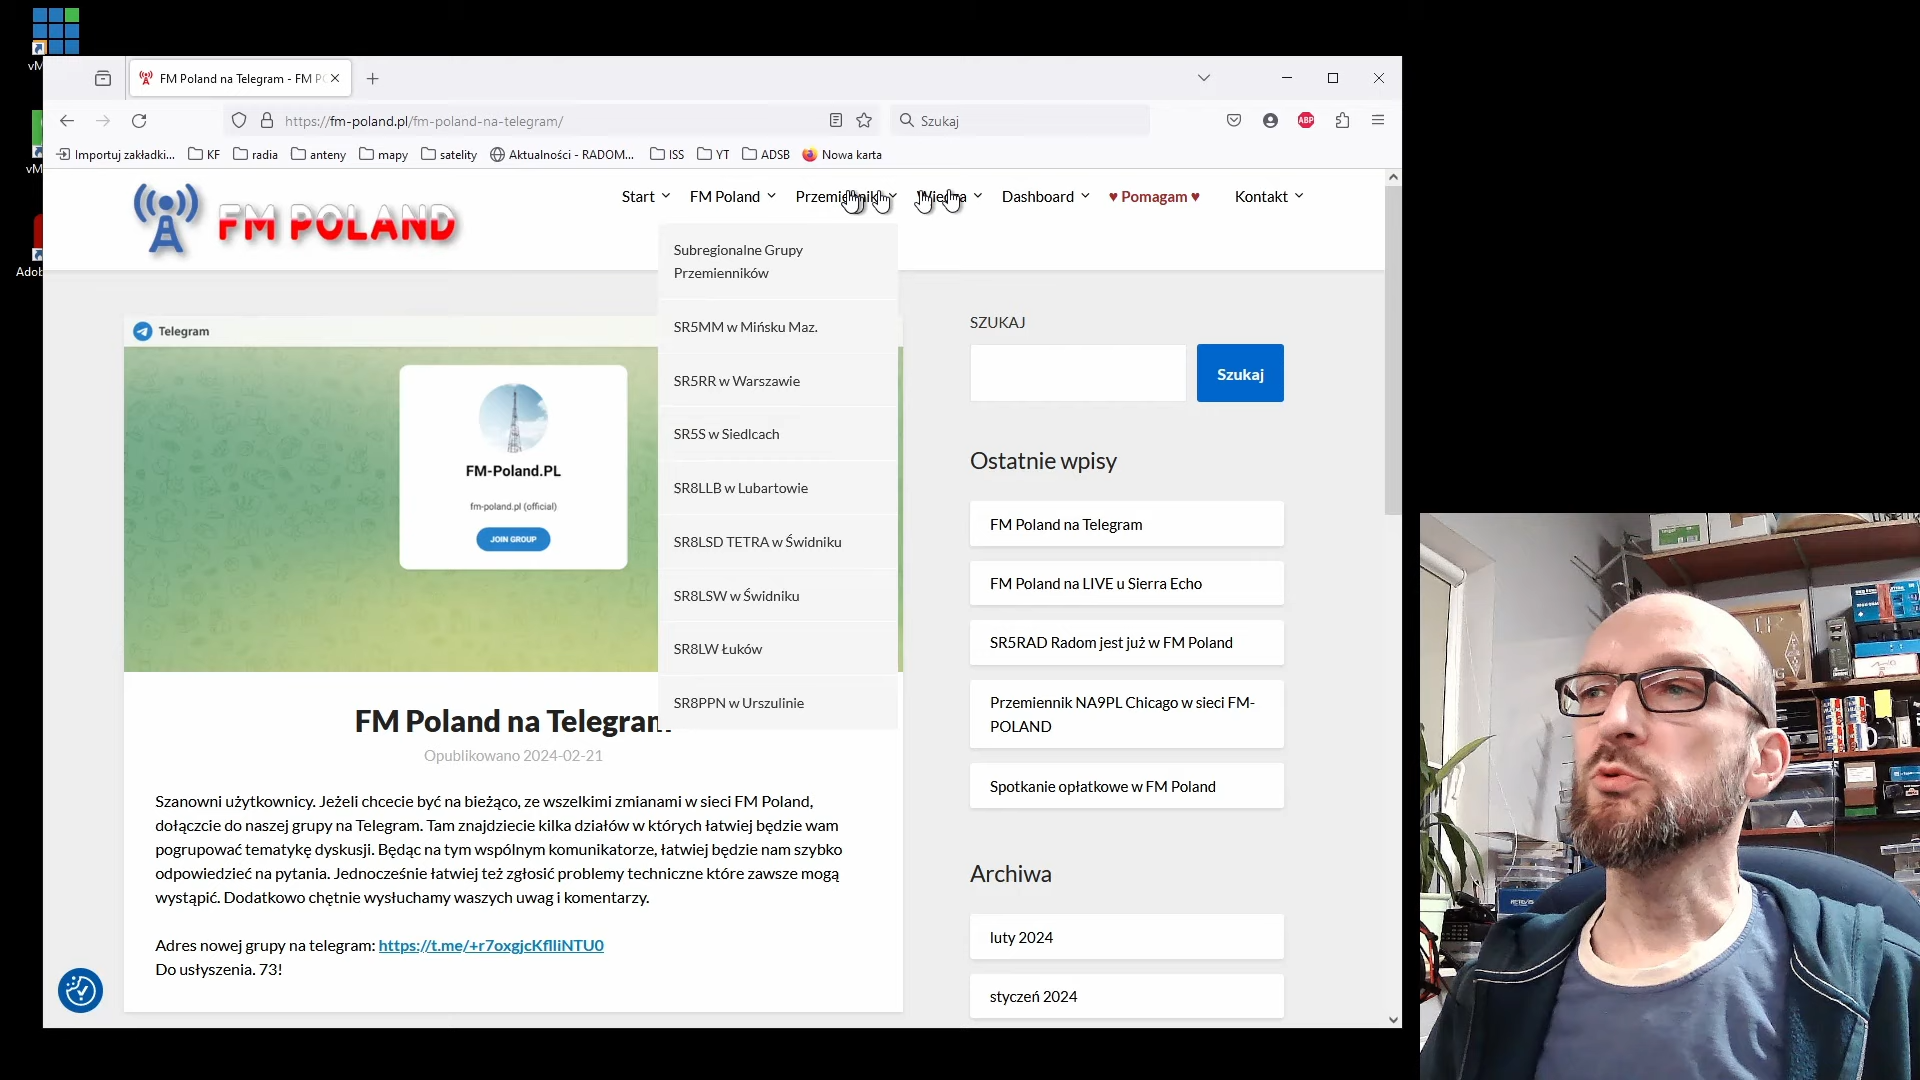 FM Poland na Telegram - FM P
https://fm-poland.pl/fm-poland-na-telegram/
Szukaj
Importuj zakładki...
KF
radia
anteny
mapy
satelity
Aktualności - RADOM...
ISS
YT
ADSB
Nowa karta
FM POLAND
Start
FM Poland
Dashboard
♥ Pomagam ♥
Kontakt
Subregionalne Grupy
Przemienników
SR5MM w Mińsku Maz.
SR5RR w Warszawie
SR5S w Siedlcach
SR8LLB w Lubartowie
SR8LSD TETRA w Świdniku
SR8LSW w Świdniku
SR8LW Łuków
SR8PPN w Urszulinie
Telegram
FM-Poland.PL
fm-poland.pl (official)
JOIN GROUP
FM Poland na Telegram
Opublikowano 2024-02-21
Szanowni użytkownicy. Jeżeli chcecie być na bieżąco, ze wszelkimi zmianami w sieci FM Poland,
dołączcie do naszej grupy na Telegram. Tam znajdziecie kilka działów w których łatwiej będzie wam
pogrupować tematykę dyskusji. Będąc na tym wspólnym komunikatorze, łatwiej będzie nam szybko
odpowiedzieć na pytania. Jednocześnie łatwiej też zgłosić problemy techniczne które zawsze mogą
wystąpić. Dodatkowo chętnie wysłuchamy waszych uwag i komentarzy.
Adres nowej grupy na telegram: https://t.me/+r7oxgjcKflliNTU0
Do usłyszenia. 73!
SZUKAJ
Szukaj
Ostatnie wpisy
FM Poland na Telegram
FM Poland na LIVE u Sierra Echo
SR5RAD Radom jest już w FM Poland
Przemiennik NA9PL Chicago w sieci FM-
POLAND
Spotkanie opłatkowe w FM Poland
Archiwa
luty 2024
styczeń 2024